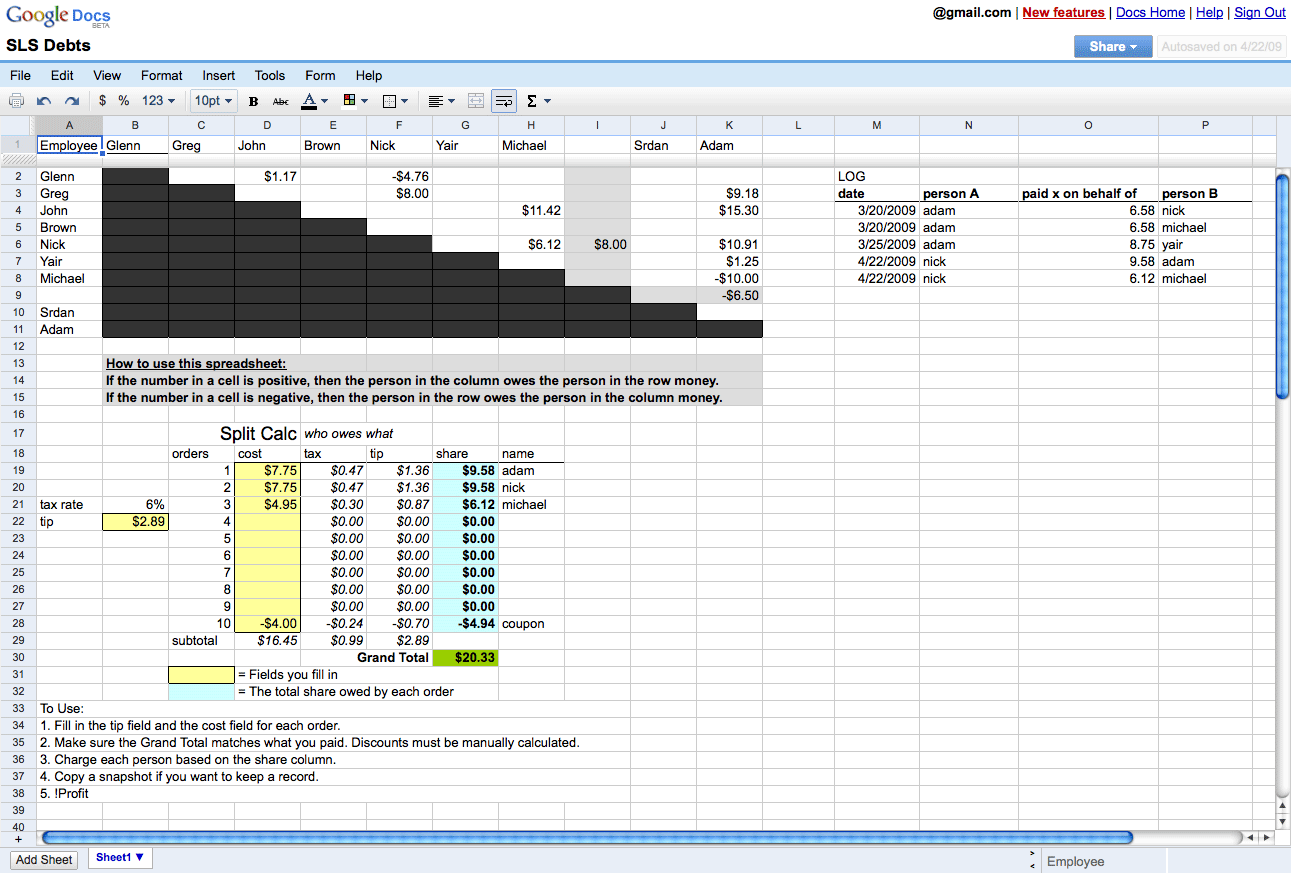 Google Docs
BETA
@gmail.com | New features | Docs Home | Help | Sign Out
SLS Debts
Share
Autosaved on 4/22/09
File Edit View Format Insert Tools Form Help
$ % 123 10pt B Abc A Σ
A B C D E F G H I J K L M N O P
1 Employee Glenn Greg John Brown Nick Yair Michael Srdan Adam
2 Glenn $1.17 -$4.76 LOG
3 Greg $8.00 $9.18 date person A paid x on behalf of person B
4 John $11.42 $15.30 3/20/2009 adam 6.58 nick
5 Brown 3/20/2009 adam 6.58 michael
6 Nick $6.12 $8.00 $10.91 3/25/2009 adam 8.75 yair
7 Yair $1.25 4/22/2009 nick 9.58 adam
8 Michael -$10.00 4/22/2009 nick 6.12 michael
9 -$6.50
10 Srdan
11 Adam
12
13 How to use this spreadsheet:
14 If the number in a cell is positive, then the person in the column owes the person in the row money.
15 If the number in a cell is negative, then the person in the row owes the person in the column money.
16
17 Split Calc who owes what
18 orders cost tax tip share name
19 1 $7.75 $0.47 $1.36 $9.58 adam
20 2 $7.75 $0.47 $1.36 $9.58 nick
21 tax rate 6% 3 $4.95 $0.30 $0.87 $6.12 michael
22 tip $2.89 4 $0.00 $0.00 $0.00
23 5 $0.00 $0.00 $0.00
24 6 $0.00 $0.00 $0.00
25 7 $0.00 $0.00 $0.00
26 8 $0.00 $0.00 $0.00
27 9 $0.00 $0.00 $0.00
28 10 -$4.00 -$0.24 -$0.70 -$4.94 coupon
29 subtotal $16.45 $0.99 $2.89
30 Grand Total $20.33
31 = Fields you fill in
32 = The total share owed by each order
33 To Use:
34 1. Fill in the tip field and the cost field for each order.
35 2. Make sure the Grand Total matches what you paid. Discounts must be manually calculated.
36 3. Charge each person based on the share column.
37 4. Copy a snapshot if you want to keep a record.
38 5. !Profit
39
40
+
Add Sheet Sheet1 ▼ > < Employee